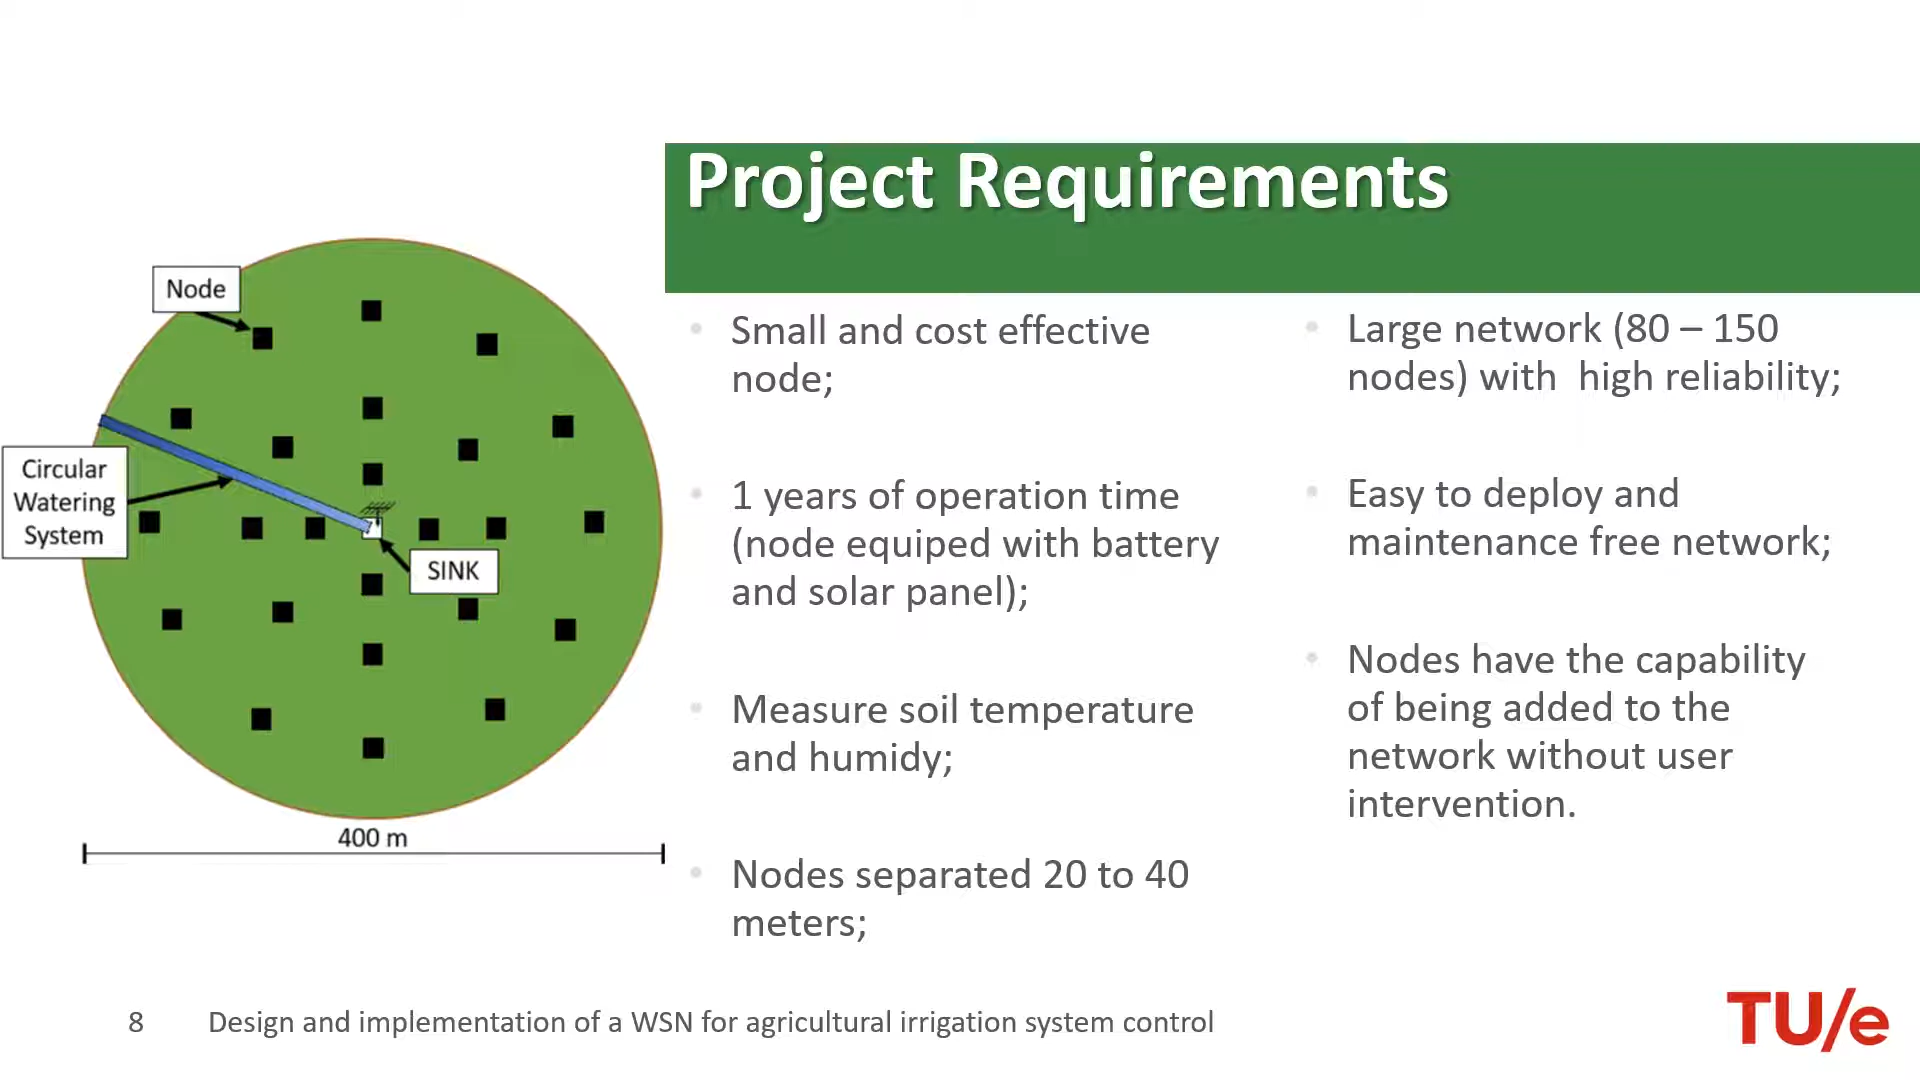 Project Requirements
Node
Circular
Watering
System
SINK
400 m
Small and cost effective
node;
1 years of operation time
(node equiped with battery
and solar panel);
Measure soil temperature
and humidy;
Nodes separated 20 to 40
meters;
Large network (80 – 150
nodes) with  high reliability;
Easy to deploy and
maintenance free network;
Nodes have the capability
of being added to the
network without user
intervention.
8
Design and implementation of a WSN for agricultural irrigation system control
TU/e